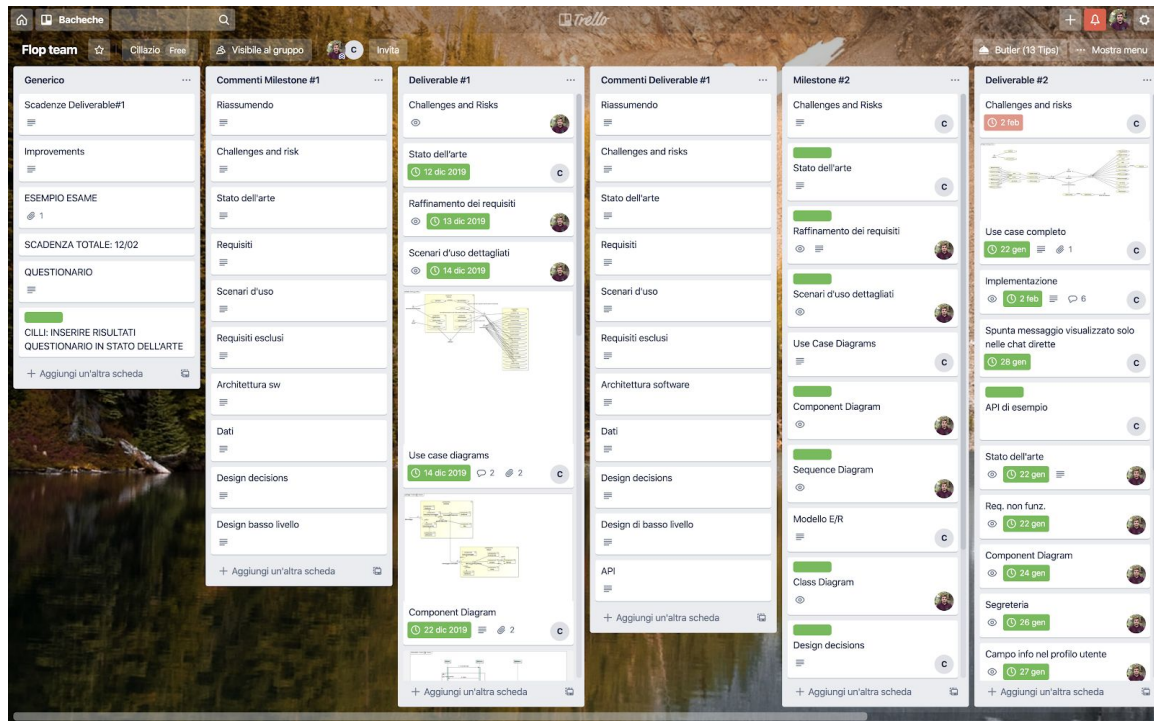 Bacheche
Trello
Flop team
Cillazio Free
Visibile al gruppo
C
Invita
Butler (13 Tips)
Mostra menu
Generico
Scadenze Deliverable#1
Improvements
ESEMPIO ESAME
1
SCADENZA TOTALE: 12/02
QUESTIONARIO
CILLI: INSERIRE RISULTATI
QUESTIONARIO IN STATO DELL'ARTE
+ Aggiungi un'altra scheda
Commenti Milestone #1
Riassumendo
Challenges and risk
Stato dell'arte
Requisiti
Scenari d'uso
Requisiti esclusi
Architettura sw
Dati
Design decisions
Design basso livello
+ Aggiungi un'altra scheda
Deliverable #1
Challenges and Risks
Stato dell'arte
12 dic 2019
C
Raffinamento dei requisiti
13 dic 2019
Scenari d'uso dettagliati
14 dic 2019
Use case diagrams
14 dic 2019 2 2
C
Component Diagram
22 dic 2019 2
C
+ Aggiungi un'altra scheda
Commenti Deliverable #1
Riassumendo
Challenges and risks
Stato dell'arte
Requisiti
Scenari d'uso
Requisiti esclusi
Architettura software
Dati
Design decisions
Design di basso livello
API
+ Aggiungi un'altra scheda
Milestone #2
Challenges and Risks
C
Stato dell'arte
C
Raffinamento dei requisiti
Scenari d'uso dettagliati
Use Case Diagrams
C
Component Diagram
Sequence Diagram
Modello E/R
C
Class Diagram
Design decisions
C
+ Aggiungi un'altra scheda
Deliverable #2
Challenges and risks
2 feb
C
Use case completo
22 gen 1
C
Implementazione
2 feb 6
C
Spunta messaggio visualizzato solo
nelle chat dirette
28 gen
C
API di esempio
C
Stato dell'arte
22 gen
Req. non funz.
22 gen
Component Diagram
24 gen
Segreteria
26 gen
Campo info nel profilo utente
27 gen
+ Aggiungi un'altra scheda